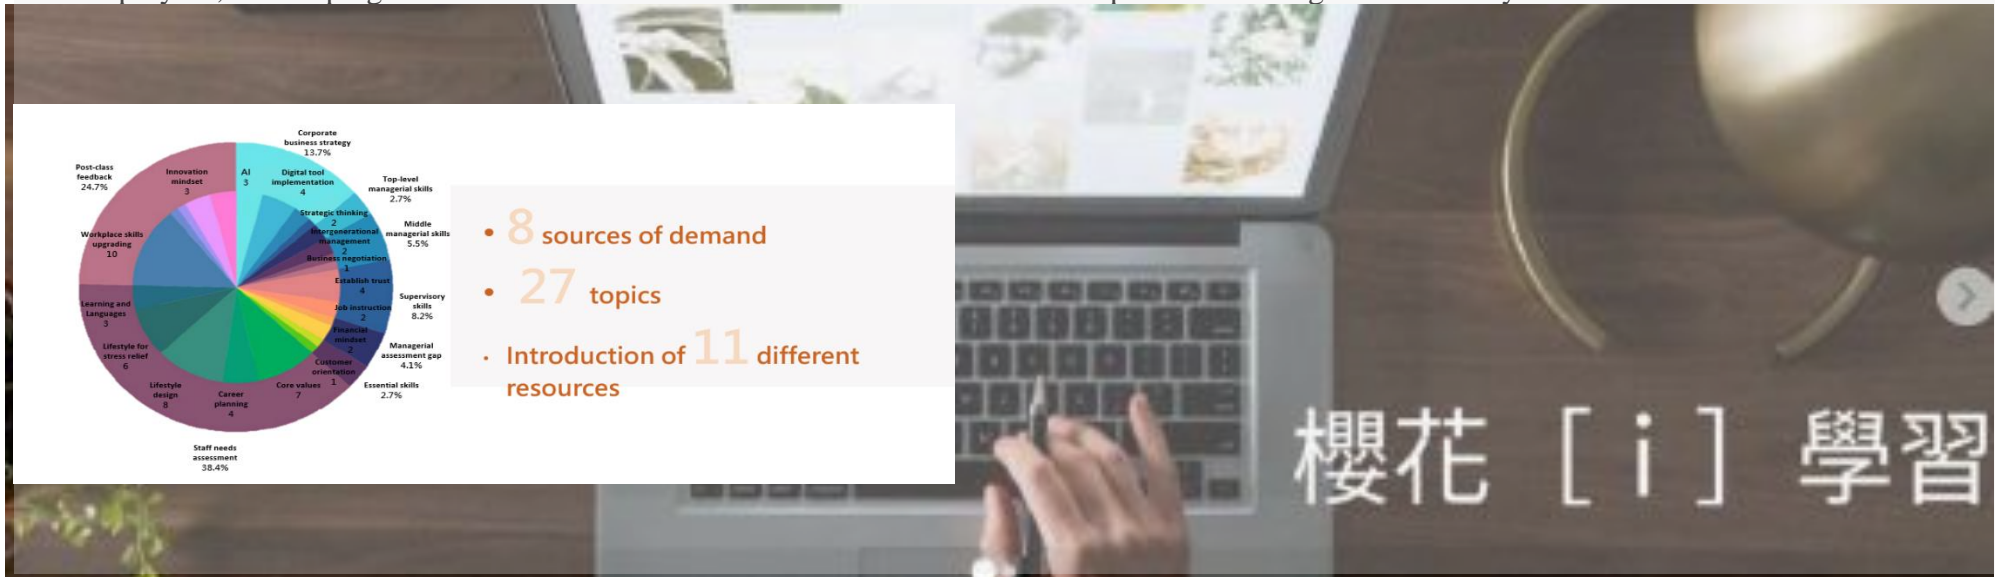 Corporate
business strategy
13.7%
Top-level
managerial skills
2.7%
Middle
managerial skills
5.5%
Supervisory
skills
8.2%
Managerial
assessment gap
4.1%
Essential skills
2.7%
Staff needs
assessment
38.4%
Post-class
feedback
24.7%
AI
3
Digital tool
implementation
4
Strategic thinking
2
Intergenerational
management
2
Business negotiation
1
Establish trust
4
Job instruction
2
Financial
mindset
2
Customer
orientation
1
Core values
7
Career
planning
4
Lifestyle
design
8
Lifestyle for
stress relief
6
Learning and
Languages
3
Workplace skills
upgrading
10
Innovation
mindset
3
• 8 sources of demand
• 27 topics
• Introduction of 11 different
resources
櫻花 [ i ] 學習